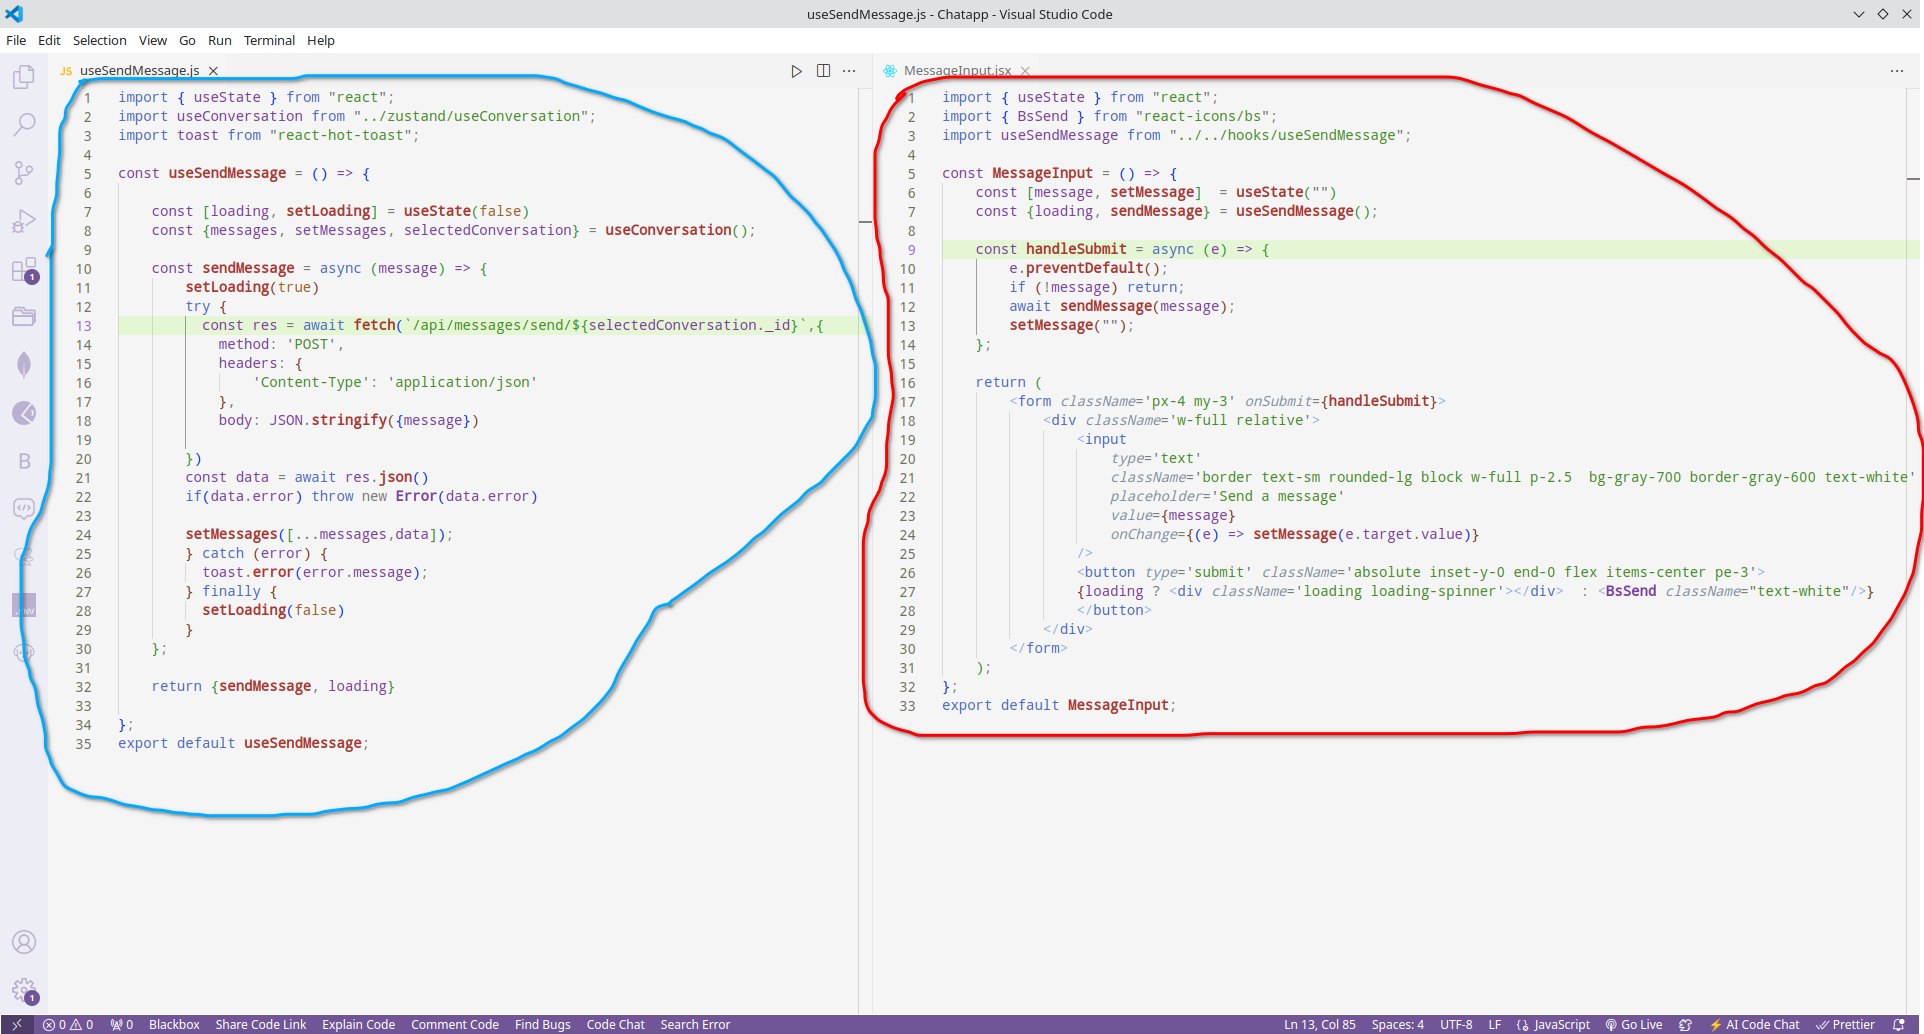 useSendMessage.js - Chatapp - Visual Studio Code
File Edit Selection View Go Run Terminal Help
JS useSendMessage.js
1 import { useState } from "react";
2 import useConversation from "../zustand/useConversation";
3 import toast from "react-hot-toast";
4
5 const useSendMessage = () => {
6
7 const [loading, setLoading] = useState(false)
8 const {messages, setMessages, selectedConversation} = useConversation();
9
10 const sendMessage = async (message) => {
11 setLoading(true)
12 try {
13 const res = await fetch(`/api/messages/send/${selectedConversation._id}`,{
14 method: 'POST',
15 headers: {
16 'Content-Type': 'application/json'
17 },
18 body: JSON.stringify({message})
19
20 })
21 const data = await res.json()
22 if(data.error) throw new Error(data.error)
23
24 setMessages([...messages,data]);
25 } catch (error) {
26 toast.error(error.message);
27 } finally {
28 setLoading(false)
29 }
30 };
31
32 return {sendMessage, loading}
33
34 };
35 export default useSendMessage;
MessageInput.jsx
1 import { useState } from "react";
2 import { BsSend } from "react-icons/bs";
3 import useSendMessage from "../../hooks/useSendMessage";
4
5 const MessageInput = () => {
6 const [message, setMessage]  = useState("")
7 const {loading, sendMessage} = useSendMessage();
8
9 const handleSubmit = async (e) => {
10 e.preventDefault();
11 if (!message) return;
12 await sendMessage(message);
13 setMessage("");
14 };
15
16 return (
17 <form className='px-4 my-3' onSubmit={handleSubmit}>
18 <div className='w-full relative'>
19 <input
20 type='text'
21 className='border text-sm rounded-lg block w-full p-2.5  bg-gray-700 border-gray-600 text-white'
22 placeholder='Send a message'
23 value={message}
24 onChange={(e) => setMessage(e.target.value)}
25 />
26 <button type='submit' className='absolute inset-y-0 end-0 flex items-center pe-3'>
27 {loading ? <div className='loading loading-spinner'></div>  : <BsSend className="text-white"/>}
28 </button>
29 </div>
30 </form>
31 );
32 };
33 export default MessageInput;
1
B
1
0 0 0 Blackbox Share Code Link Explain Code Comment Code Find Bugs Code Chat Search Error Ln 13, Col 85 Spaces: 4 UTF-8 LF JavaScript Go Live AI Code Chat Prettier